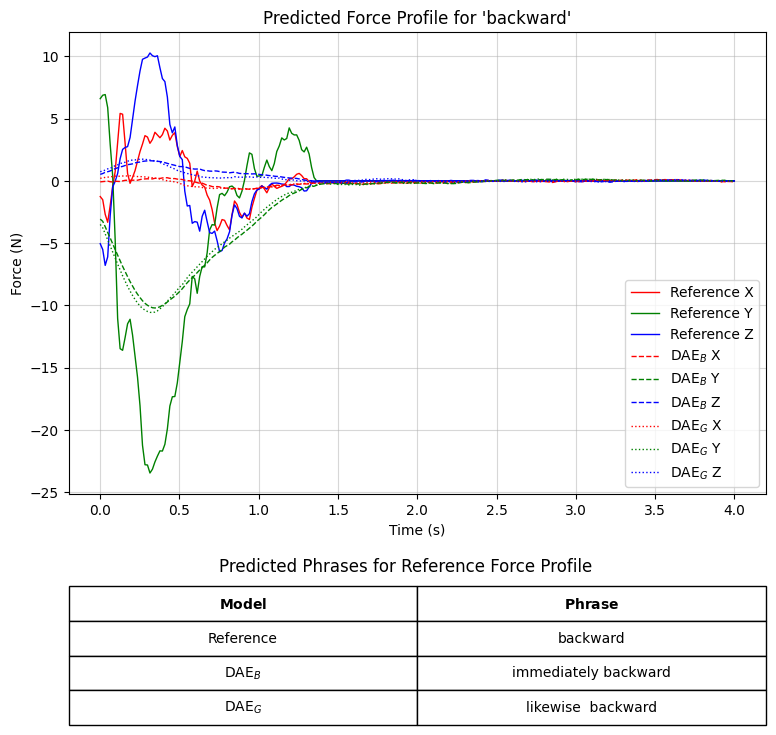 Predicted Force Profile for 'backward'
10
5
0
−5
−10
−15
−20
−25
Force (N)
0.0 0.5 1.0 1.5 2.0 2.5 3.0 3.5 4.0
Time (s)
Reference X
Reference Y
Reference Z
DAE_B X
DAE_B Y
DAE_B Z
DAE_G X
DAE_G Y
DAE_G Z
Predicted Phrases for Reference Force Profile
Model Phrase
Reference backward
DAE_B immediately backward
DAE_G likewise  backward